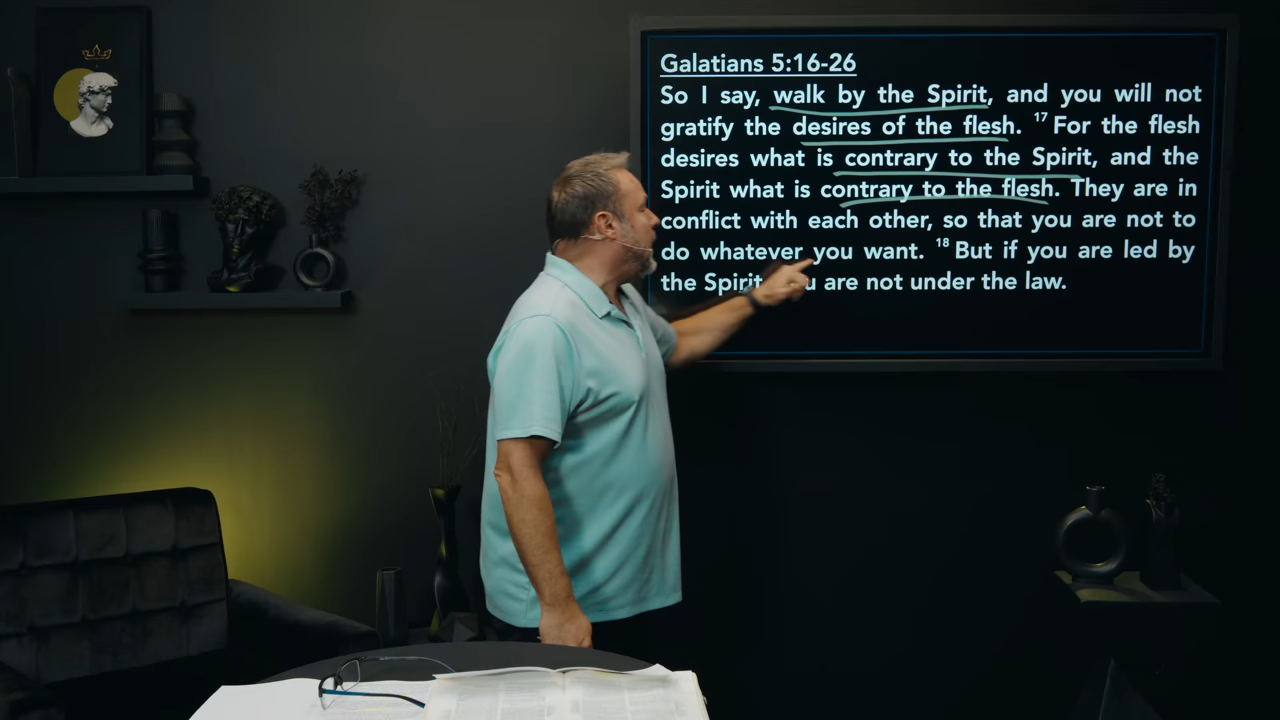 Galatians 5:16-26
So I say, walk by the Spirit, and you will not
gratify the desires of the flesh. 17 For the flesh
desires what is contrary to the Spirit, and the
Spirit what is contrary to the flesh. They are in
conflict with each other, so that you are not to
do whatever you want. 18 But if you are led by
the Spirit are not under the law.